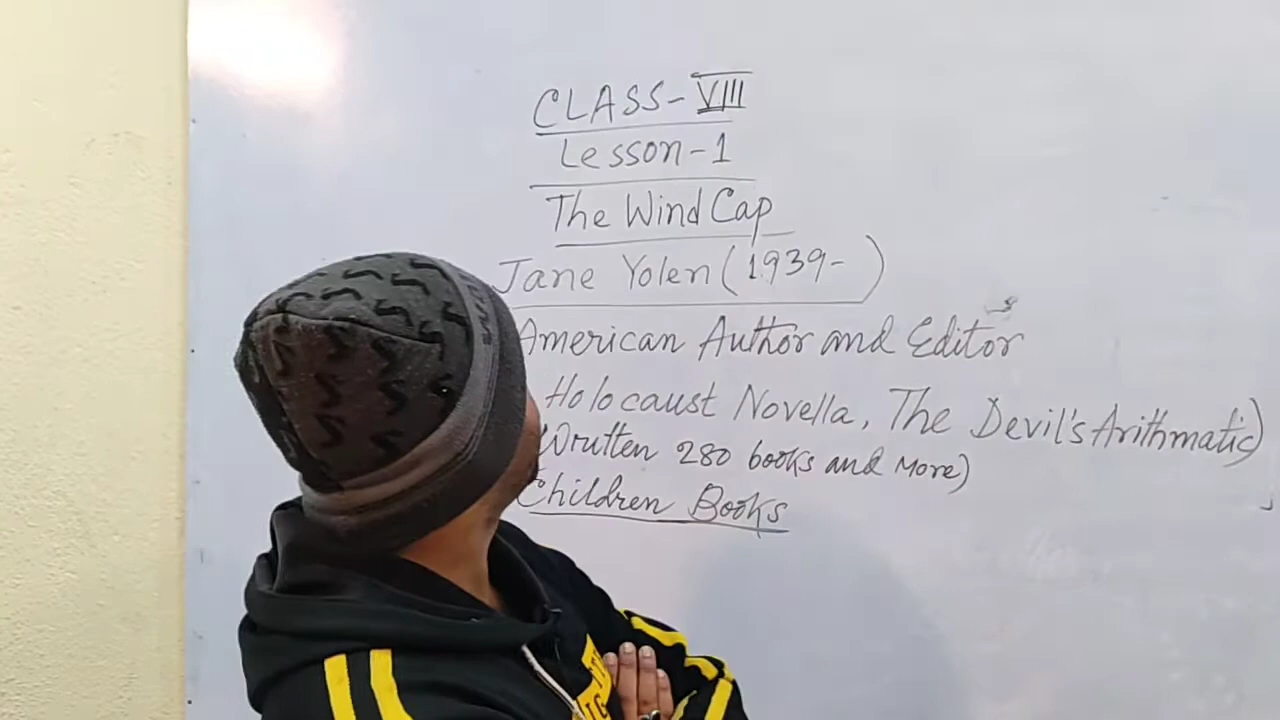 CLASS-VIII
Lesson-1
The Wind Cap
Jane Yolen (1939- )
American Author and Editor
Holocaust Novella, The Devil's Arithmatic)
Written 280 books and More)
Children Books